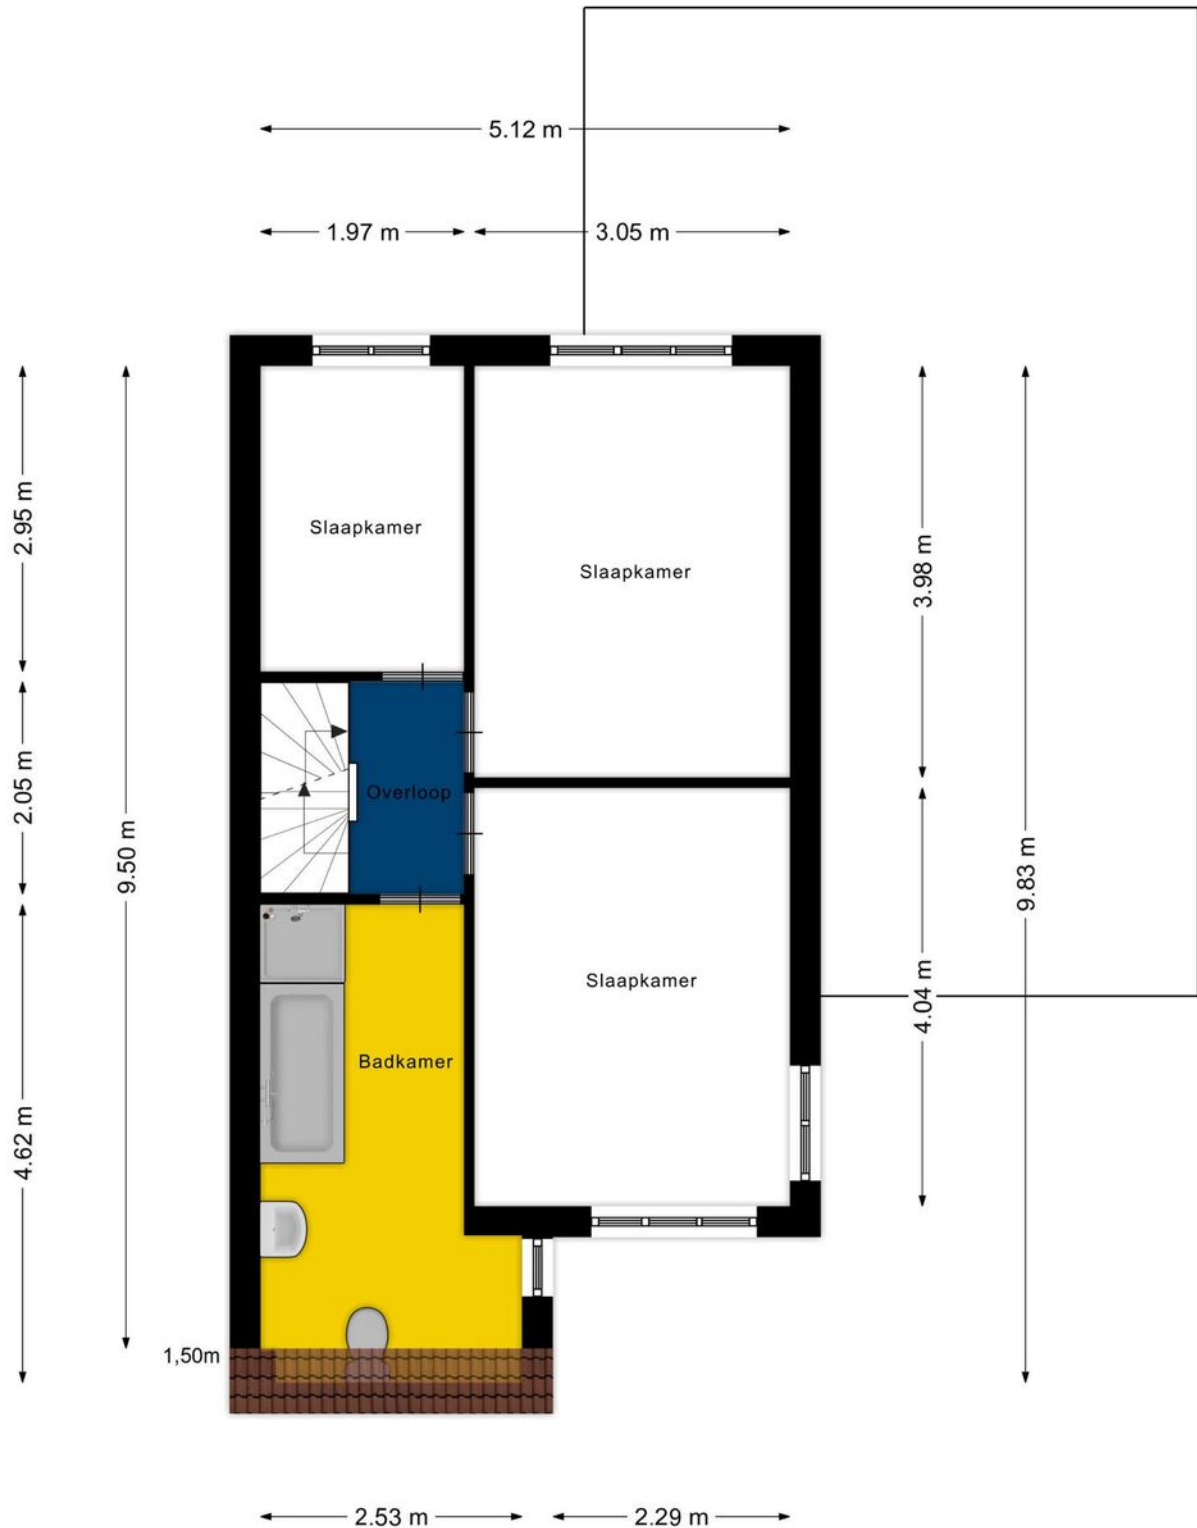 5.12 m
1.97 m
3.05 m
2.95 m
Slaapkamer
Slaapkamer
3.98 m
2.05 m
Overloop
9.50 m
9.83 m
Slaapkamer
4.04 m
Badkamer
4.62 m
1,50m
2.53 m
2.29 m